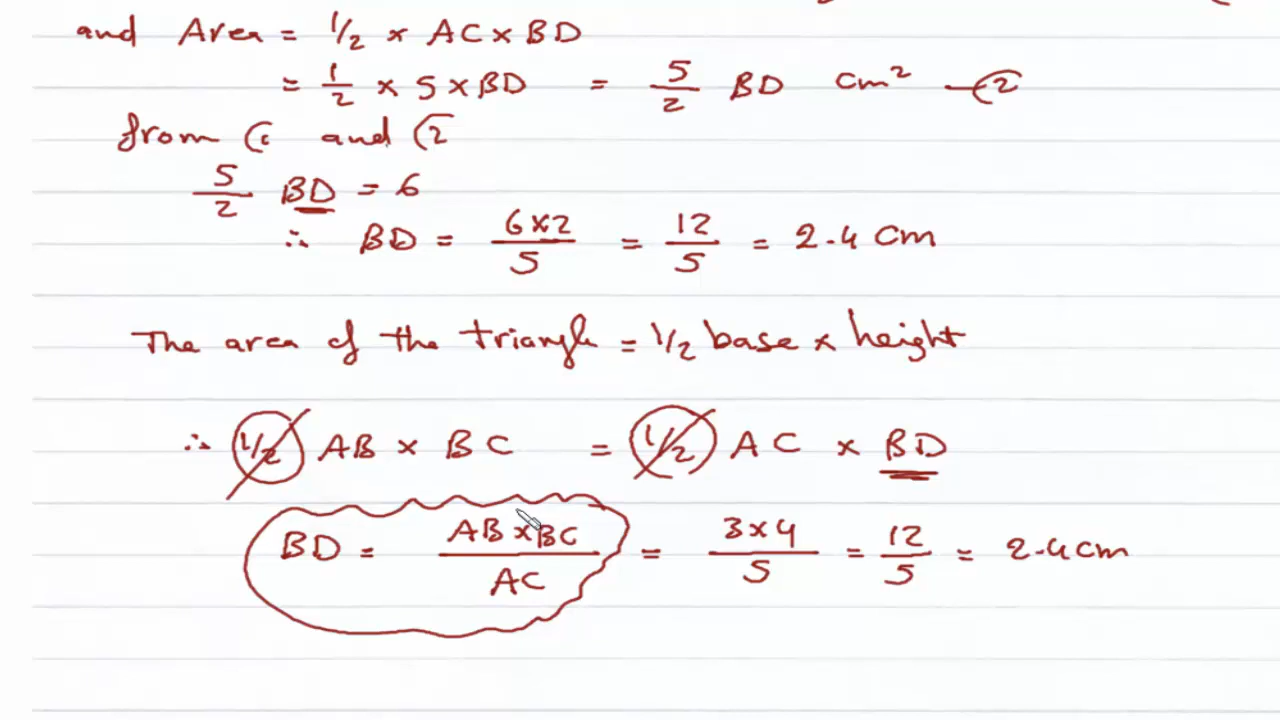 and Area = 1/2 × AC × BD
= 1/2 × 5 × BD = 5/2 BD cm² — (2
from (1 and (2
5/2 BD = 6
∴ BD = 6×2/5 = 12/5 = 2.4 cm
The area of the triangle = 1/2 base × height
∴ 1/2 AB × BC = 1/2 AC × BD
BD = AB×BC/AC = 3×4/5 = 12/5 = 2.4 cm